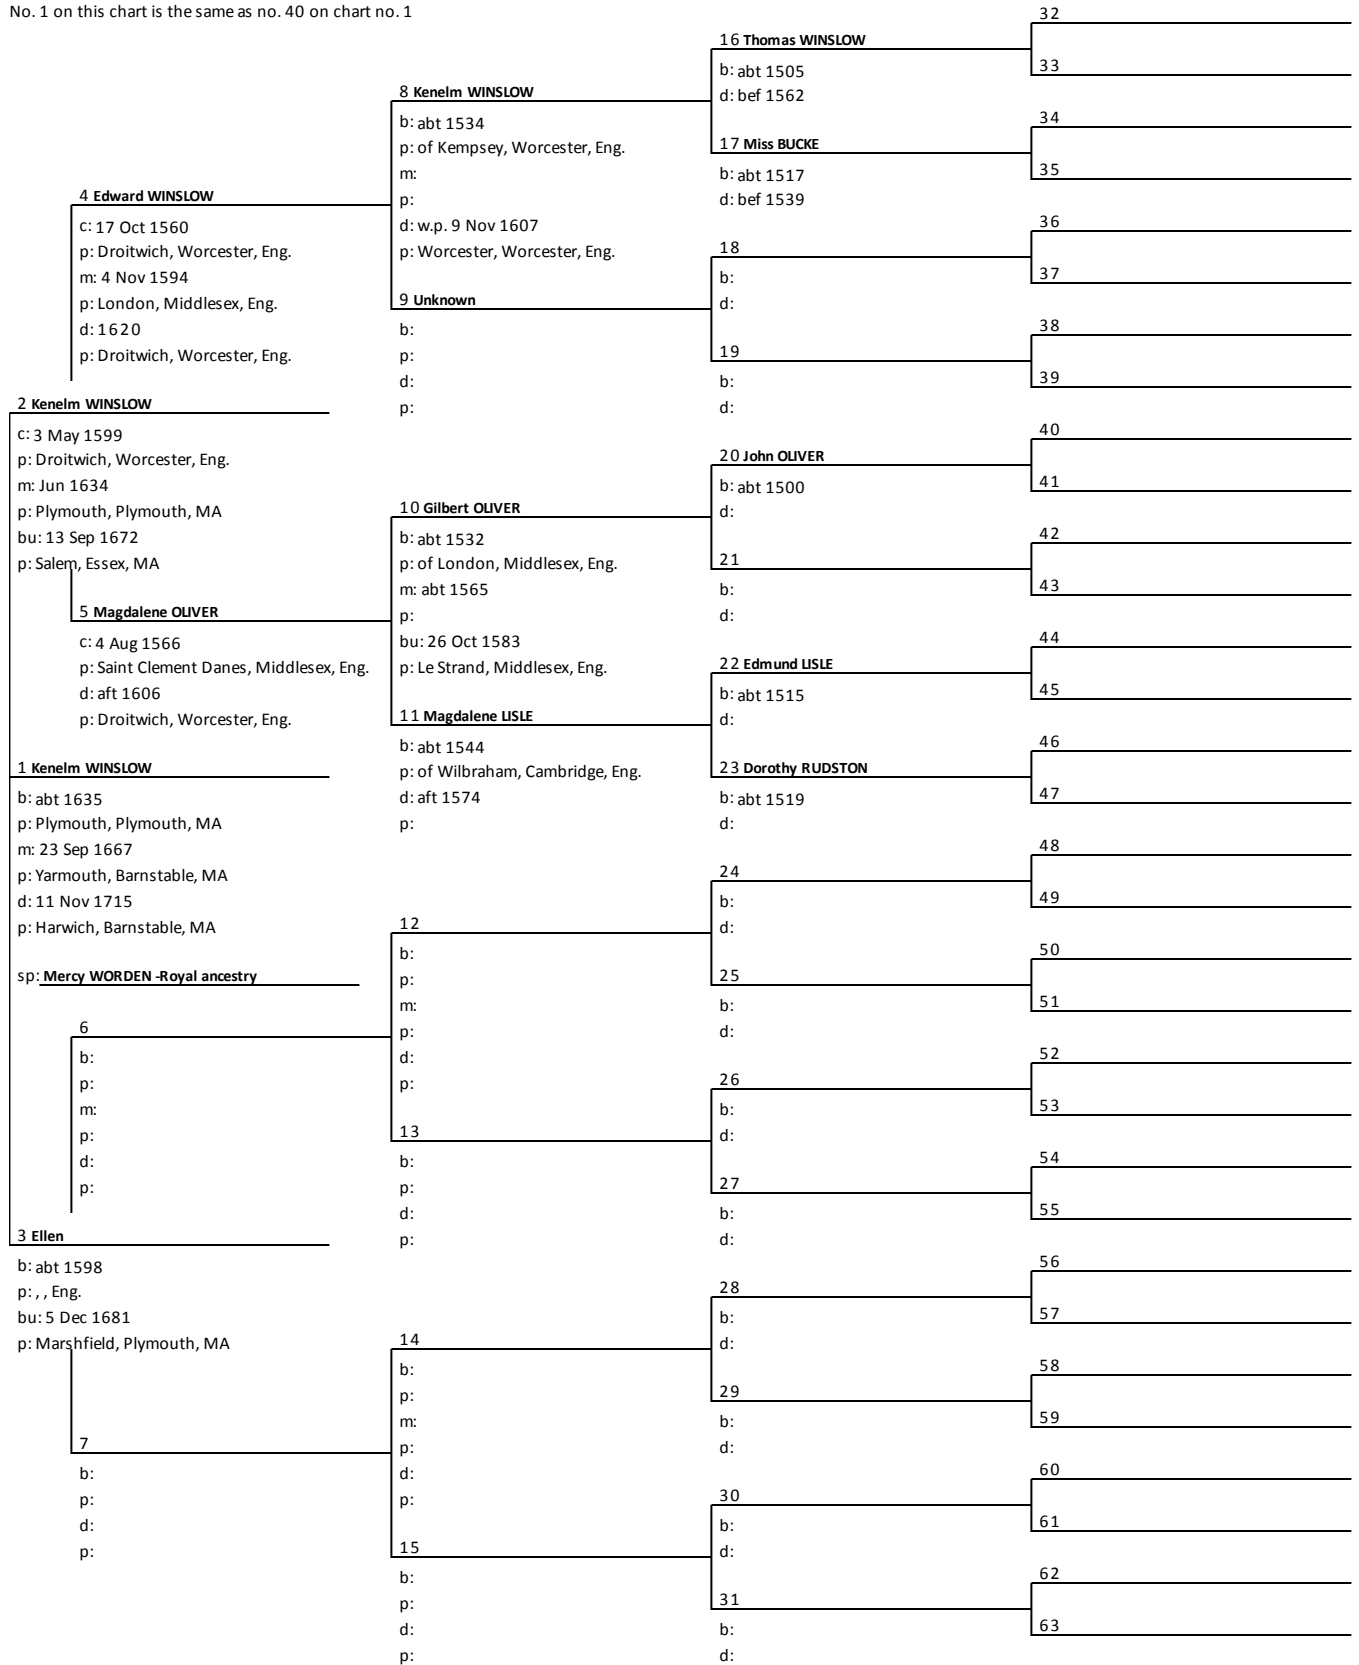 No. 1 on this chart is the same as no. 40 on chart no. 1
4 Edward WINSLOW
c: 17 Oct 1560
p: Droitwich, Worcester, Eng.
m: 4 Nov 1594
p: London, Middlesex, Eng.
d: 1620
p: Droitwich, Worcester, Eng.
2 Kenelm WINSLOW
c: 3 May 1599
p: Droitwich, Worcester, Eng.
m: Jun 1634
p: Plymouth, Plymouth, MA
bu: 13 Sep 1672
p: Salem, Essex, MA
5 Magdalene OLIVER
c: 4 Aug 1566
p: Saint Clement Danes, Middlesex, Eng.
d: aft 1606
p: Droitwich, Worcester, Eng.
1 Kenelm WINSLOW
b: abt 1635
p: Plymouth, Plymouth, MA
m: 23 Sep 1667
p: Yarmouth, Barnstable, MA
d: 11 Nov 1715
p: Harwich, Barnstable, MA
sp: Mercy WORDEN -Royal ancestry
6
b:
p:
m:
p:
d:
p:
3 Ellen
b: abt 1598
p: , , Eng.
bu: 5 Dec 1681
p: Marshfield, Plymouth, MA
7
b:
p:
d:
p:
8 Kenelm WINSLOW
b: abt 1534
p: of Kempsey, Worcester, Eng.
m:
p:
d: w.p. 9 Nov 1607
p: Worcester, Worcester, Eng.
9 Unknown
b:
p:
d:
p:
10 Gilbert OLIVER
b: abt 1532
p: of London, Middlesex, Eng.
m: abt 1565
p:
bu: 26 Oct 1583
p: Le Strand, Middlesex, Eng.
11 Magdalene LISLE
b: abt 1544
p: of Wilbraham, Cambridge, Eng.
d: aft 1574
p:
12
b:
p:
m:
p:
d:
p:
13
b:
p:
d:
p:
14
b:
p:
m:
p:
d:
p:
15
b:
p:
d:
p:
16 Thomas WINSLOW
b: abt 1505
d: bef 1562
17 Miss BUCKE
b: abt 1517
d: bef 1539
18
b:
d:
19
b:
d:
20 John OLIVER
b: abt 1500
d:
21
b:
d:
22 Edmund LISLE
b: abt 1515
d:
23 Dorothy RUDSTON
b: abt 1519
d:
24
b:
d:
25
b:
d:
26
b:
d:
27
b:
d:
28
b:
d:
29
b:
d:
30
b:
d:
31
b:
d:
32
33
34
35
36
37
38
39
40
41
42
43
44
45
46
47
48
49
50
51
52
53
54
55
56
57
58
59
60
61
62
63